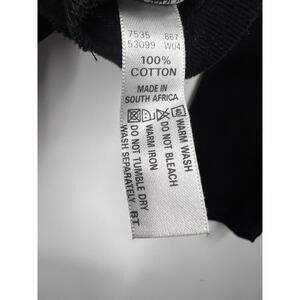 7535 867
53099 W04
100%
COTTON
MADE IN
SOUTH AFRICA
WARM WASH
DO NOT BLEACH
WARM IRON
DO NOT TUMBLE DRY
WASH SEPARATELY. BT